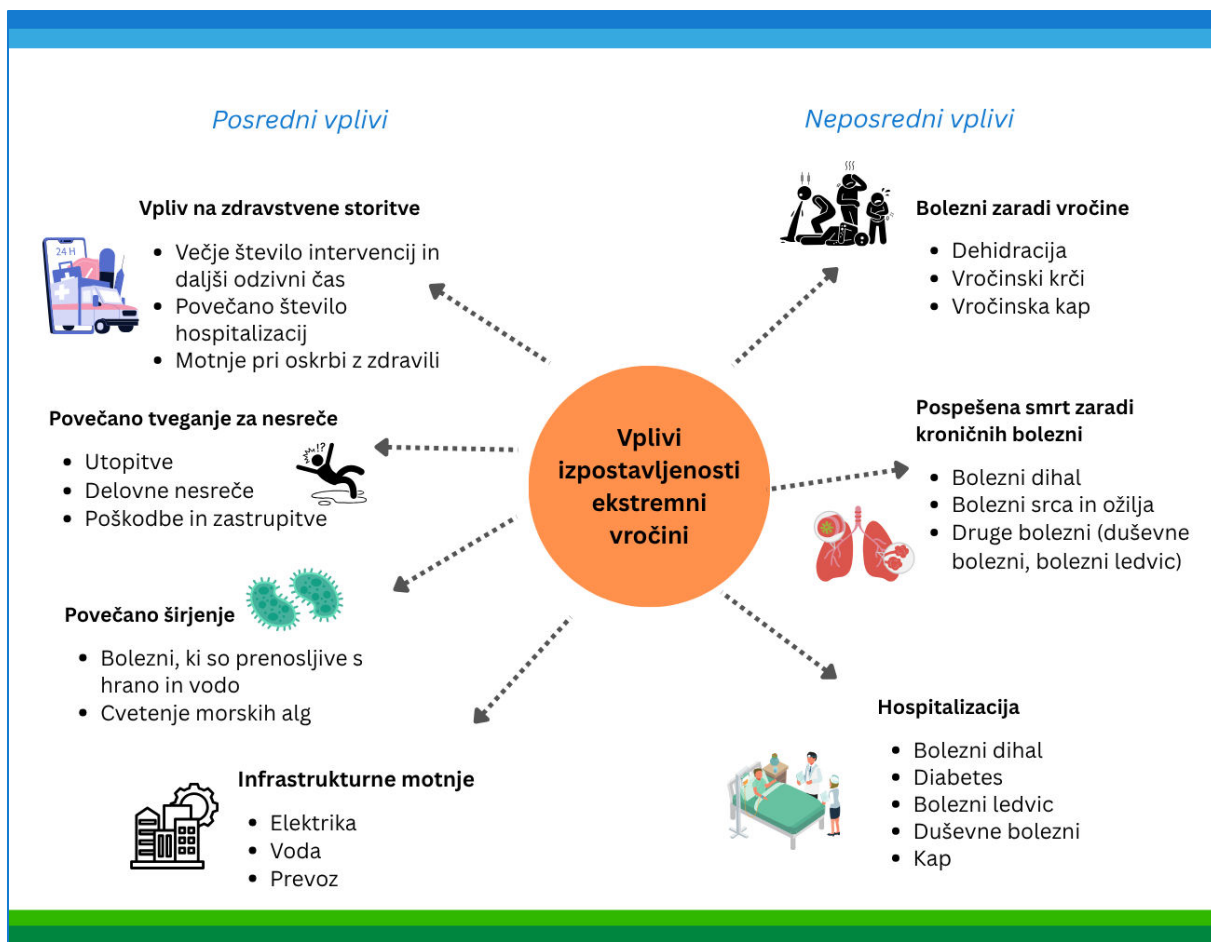 Posredni vplivi
Vpliv na zdravstvene storitve
24 H
• Večje število intervencij in
daljši odzivni čas
• Povečano število
hospitalizacij
• Motnje pri oskrbi z zdravili
Povečano tveganje za nesreče
!?
• Utopitve
• Delovne nesreče
• Poškodbe in zastrupitve
Povečano širjenje
• Bolezni, ki so prenosljive s
hrano in vodo
• Cvetenje morskih alg
Infrastrukturne motnje
• Elektrika
• Voda
• Prevoz
Vplivi
izpostavljenosti
ekstremni
vročini
Neposredni vplivi
Bolezni zaradi vročine
• Dehidracija
• Vročinski krči
• Vročinska kap
Pospešena smrt zaradi
kroničnih bolezni
• Bolezni dihal
• Bolezni srca in ožilja
• Druge bolezni (duševne
bolezni, bolezni ledvic)
Hospitalizacija
• Bolezni dihal
• Diabetes
• Bolezni ledvic
• Duševne bolezni
• Kap